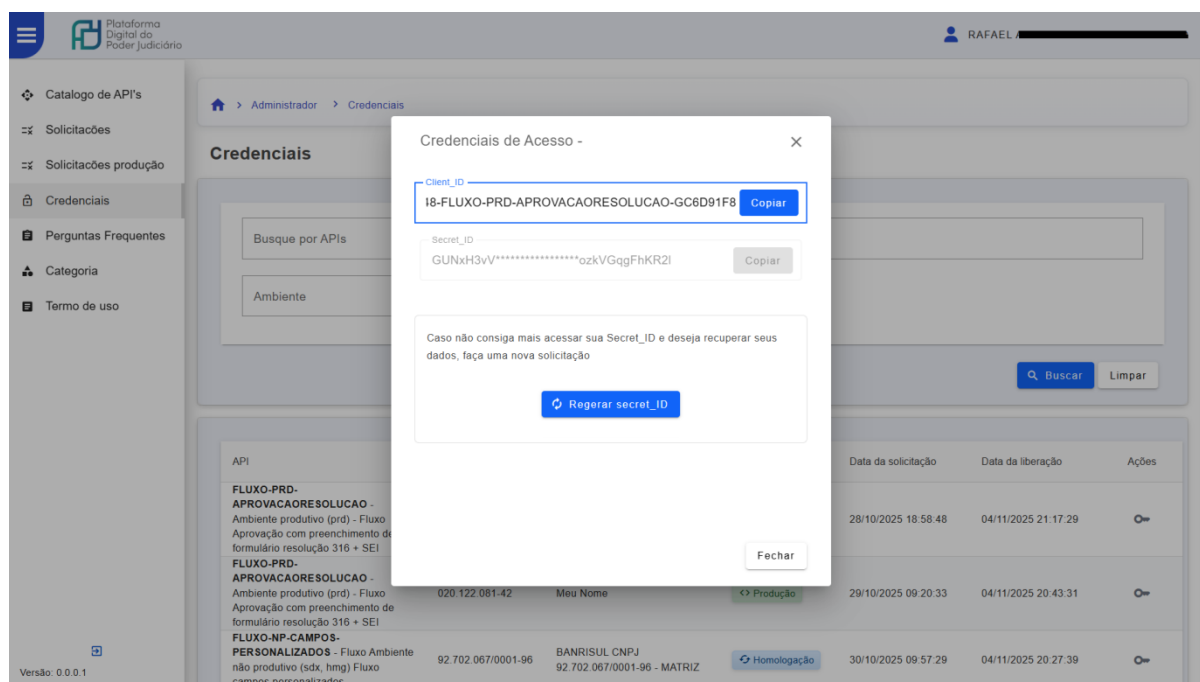 Plataforma
Digital do
Poder Judiciário
RAFAEL
Catalogo de API's
Solicitacões
Solicitacões produção
Credenciais
Perguntas Frequentes
Categoria
Termo de uso
Versão: 0.0.0.1
Administrador > Credenciais
Credenciais
Busque por APIs
Ambiente
Buscar
Limpar
Credenciais de Acesso -
Client_ID
38-FLUXO-PRD-APROVACAORESOLUCAO-GC6D91F8
Copiar
Secret_ID
GUNxH3vV*****************ozkVGqgFhKR2I
Copiar
Caso não consiga mais acessar sua Secret_ID e deseja recuperar seus
dados, faça uma nova solicitação
Regerar secret_ID
Fechar
API
Data da solicitação
Data da liberação
Ações
FLUXO-PRD-
APROVACAORESOLUCAO -
Ambiente produtivo (prd) - Fluxo
Aprovação com preenchimento de
formulário resolução 316 + SEI
28/10/2025 18:58:48
04/11/2025 21:17:29
FLUXO-PRD-
APROVACAORESOLUCAO -
Ambiente produtivo (prd) - Fluxo
Aprovação com preenchimento de
formulário resolução 316 + SEI
020.122.081-42
Meu Nome
Produção
29/10/2025 09:20:33
04/11/2025 20:43:31
FLUXO-NP-CAMPOS-
PERSONALIZADOS - Fluxo Ambiente
não produtivo (sdx, hmg) Fluxo
campos personalizados
92.702.067/0001-96
BANRISUL CNPJ
92.702.067/0001-96 - MATRIZ
Homologação
30/10/2025 09:57:29
04/11/2025 20:27:39